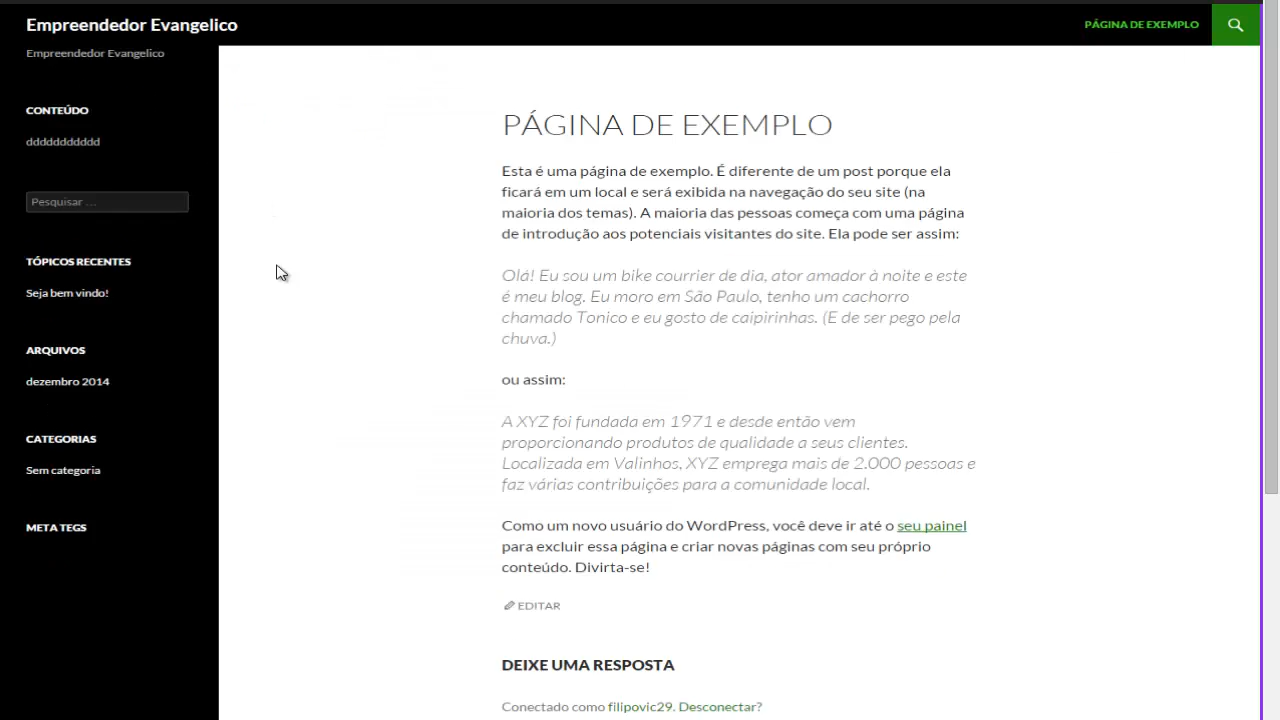 Empreendedor Evangelico
PÁGINA DE EXEMPLO
Empreendedor Evangelico
CONTEÚDO
ddddddddddd
Pesquisar ...
TÓPICOS RECENTES
Seja bem vindo!
ARQUIVOS
dezembro 2014
CATEGORIAS
Sem categoria
META TEGS
PÁGINA DE EXEMPLO
Esta é uma página de exemplo. É diferente de um post porque ela
ficará em um local e será exibida na navegação do seu site (na
maioria dos temas). A maioria das pessoas começa com uma página
de introdução aos potenciais visitantes do site. Ela pode ser assim:
Olá! Eu sou um bike courrier de dia, ator amador à noite e este
é meu blog. Eu moro em São Paulo, tenho um cachorro
chamado Tonico e eu gosto de caipirinhas. (E de ser pego pela
chuva.)
ou assim:
A XYZ foi fundada em 1971 e desde então vem
proporcionando produtos de qualidade a seus clientes.
Localizada em Valinhos, XYZ emprega mais de 2.000 pessoas e
faz várias contribuições para a comunidade local.
Como um novo usuário do WordPress, você deve ir até o seu painel
para excluir essa página e criar novas páginas com seu próprio
conteúdo. Divirta-se!
EDITAR
DEIXE UMA RESPOSTA
Conectado como filipovic29. Desconectar?